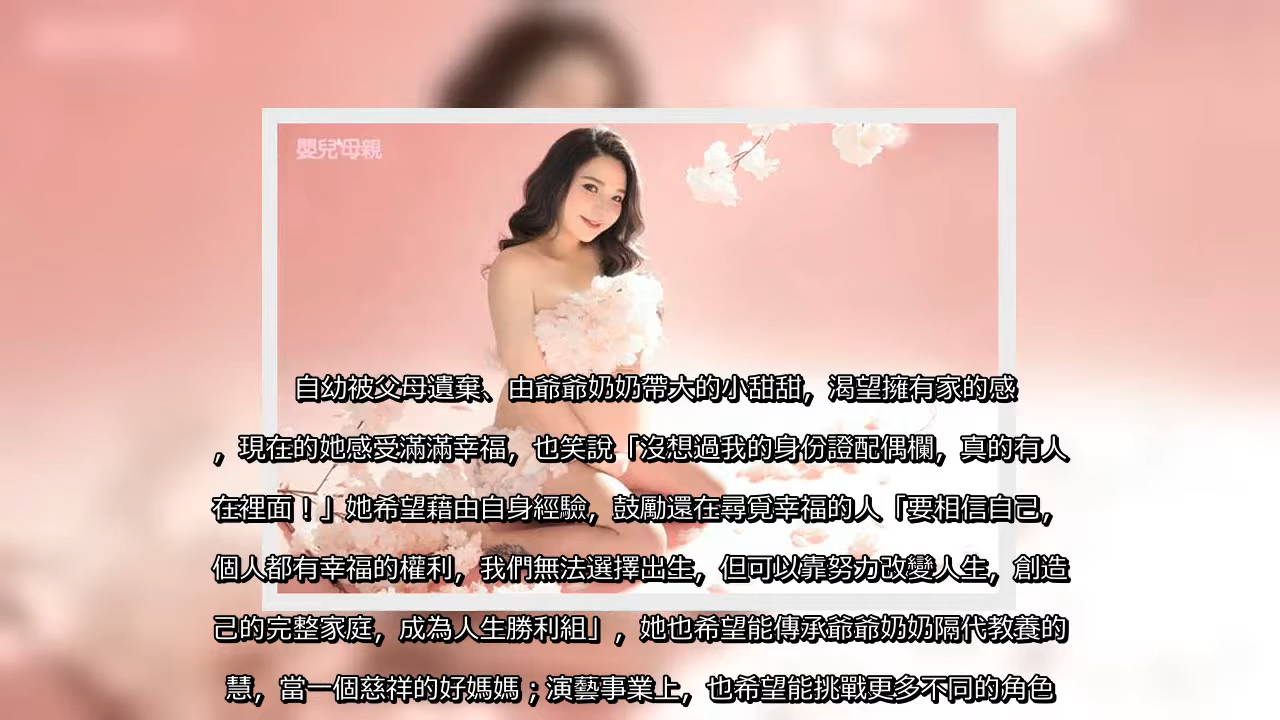 嬰兒母親
自幼被父母遺棄、由爺爺奶奶帶大的小甜甜，渴望擁有家的感
，現在的她感受滿滿幸福，也笑說「沒想過我的身份證配偶欄，真的有人
在裡面！」她希望藉由自身經驗，鼓勵還在尋覓幸福的人「要相信自己，
個人都有幸福的權利，我們無法選擇出生，但可以靠努力改變人生，創造
己的完整家庭，成為人生勝利組」，她也希望能傳承爺爺奶奶隔代教養的
慧，當一個慈祥的好媽媽；演藝事業上，也希望能挑戰更多不同的角色